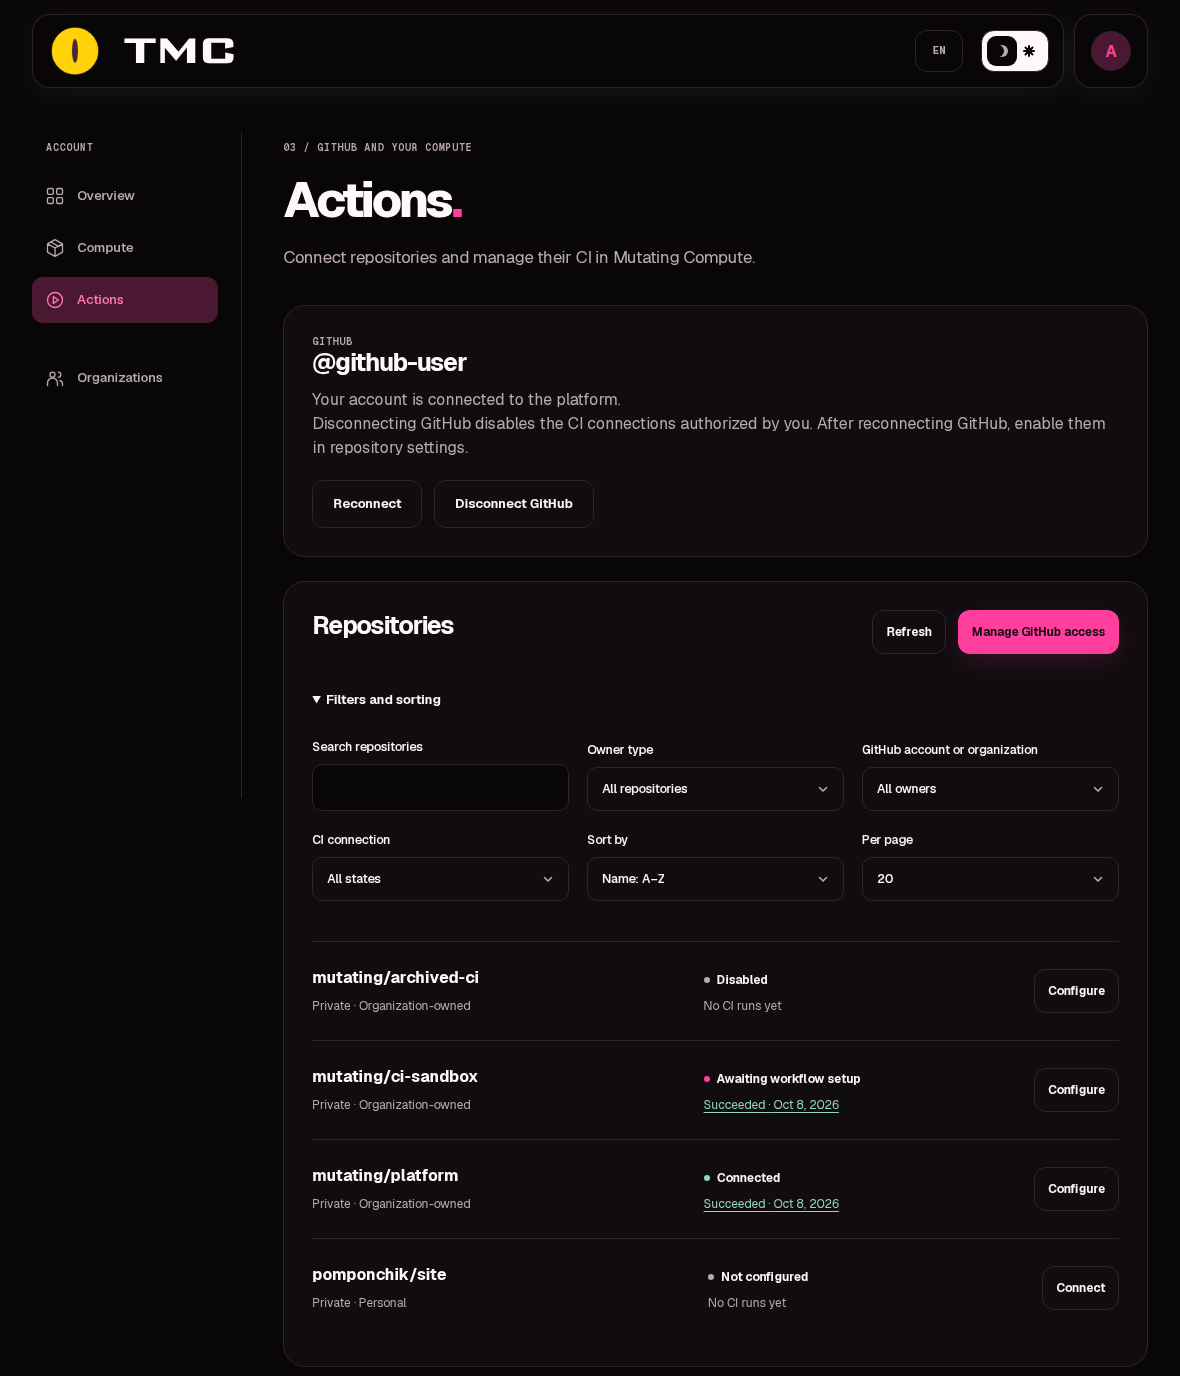 TMC
EN
A
ACCOUNT
Overview
Compute
Actions
Organizations
03 / GITHUB AND YOUR COMPUTE
Actions.
Connect repositories and manage their CI in Mutating Compute.
GITHUB
@github-user
Your account is connected to the platform.
Disconnecting GitHub disables the CI connections authorized by you. After reconnecting GitHub, enable them
in repository settings.
Reconnect
Disconnect GitHub
Repositories
Refresh
Manage GitHub access
▼ Filters and sorting
Search repositories
Owner type
GitHub account or organization
All repositories
All owners
CI connection
Sort by
Per page
All states
Name: A–Z
20
mutating/archived-ci
Disabled
Configure
Private · Organization-owned
No CI runs yet
mutating/ci-sandbox
Awaiting workflow setup
Configure
Private · Organization-owned
Succeeded · Oct 8, 2026
mutating/platform
Connected
Configure
Private · Organization-owned
Succeeded · Oct 8, 2026
pomponchik/site
Not configured
Connect
Private · Personal
No CI runs yet